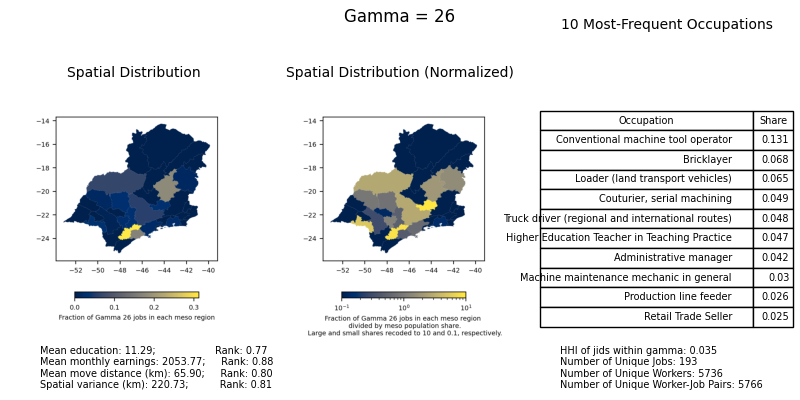 Gamma = 26
10 Most-Frequent Occupations
Spatial Distribution
Spatial Distribution (Normalized)
−14
−16
−18
−20
−22
−24
−52 −50 −48 −46 −44 −42 −40
0.0 0.1 0.2 0.3
Fraction of Gamma 26 jobs in each meso region
−14
−16
−18
−20
−22
−24
−52 −50 −48 −46 −44 −42 −40
10⁻¹ 10⁰ 10¹
Fraction of Gamma 26 jobs in each meso region
divided by meso population share.
Large and small shares recoded to 10 and 0.1, respectively.
Occupation Share
Conventional machine tool operator 0.131
Bricklayer 0.068
Loader (land transport vehicles) 0.065
Couturier, serial machining 0.049
Truck driver (regional and international routes) 0.048
Higher Education Teacher in Teaching Practice 0.047
Administrative manager 0.042
Machine maintenance mechanic in general 0.03
Production line feeder 0.026
Retail Trade Seller 0.025
Mean education: 11.29; Rank: 0.77
Mean monthly earnings: 2053.77; Rank: 0.88
Mean move distance (km): 65.90; Rank: 0.80
Spatial variance (km): 220.73; Rank: 0.81
HHI of jids within gamma: 0.035
Number of Unique Jobs: 193
Number of Unique Workers: 5736
Number of Unique Worker-Job Pairs: 5766